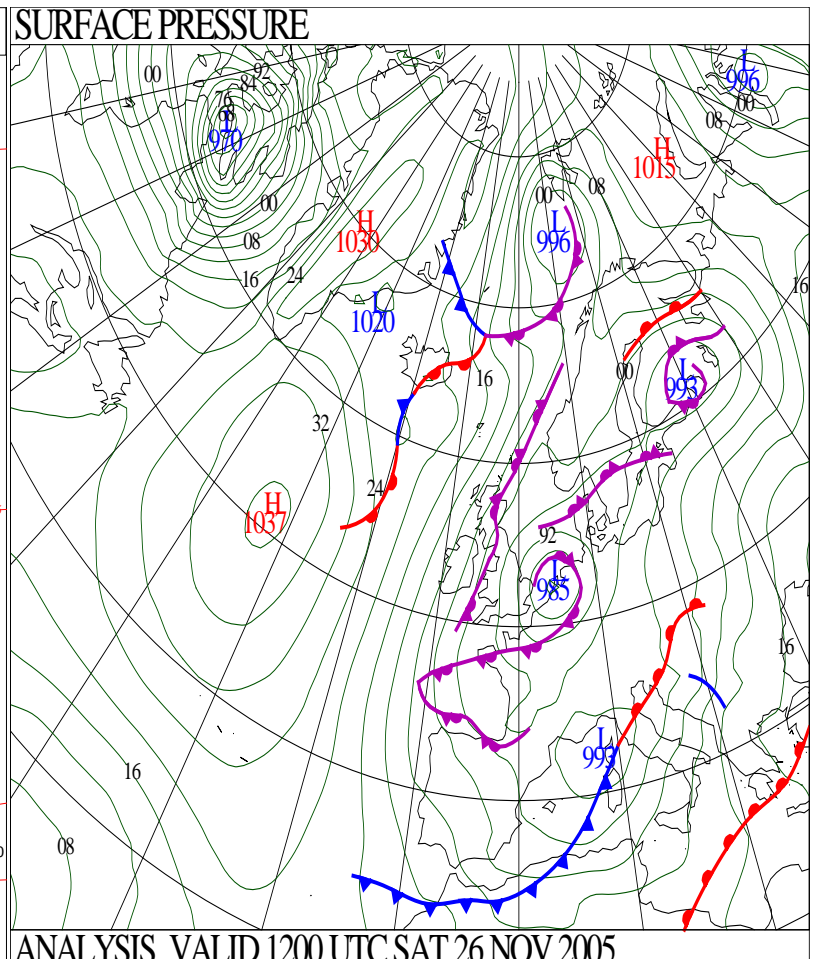 SURFACE PRESSURE
00
92
84
76
68
L
970
L
996
00
08
H
1015
00
08
H
1030
L
996
00
08
16
24
16
L
1020
16
00
L
993
32
24
H
1037
92
L
985
16
L
993
16
08
ANALYSIS VALID 1200 UTC SAT 26 NOV 2005